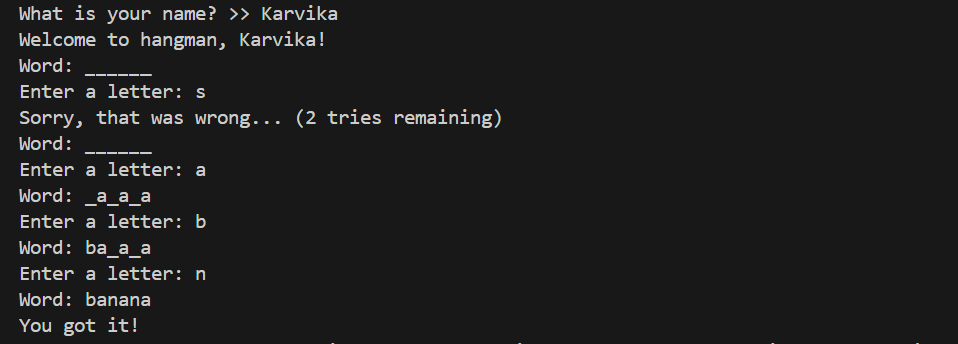 What is your name? >> Karvika
Welcome to hangman, Karvika!
Word: ______
Enter a letter: s
Sorry, that was wrong... (2 tries remaining)
Word: ______
Enter a letter: a
Word: _a_a_a
Enter a letter: b
Word: ba_a_a
Enter a letter: n
Word: banana
You got it!